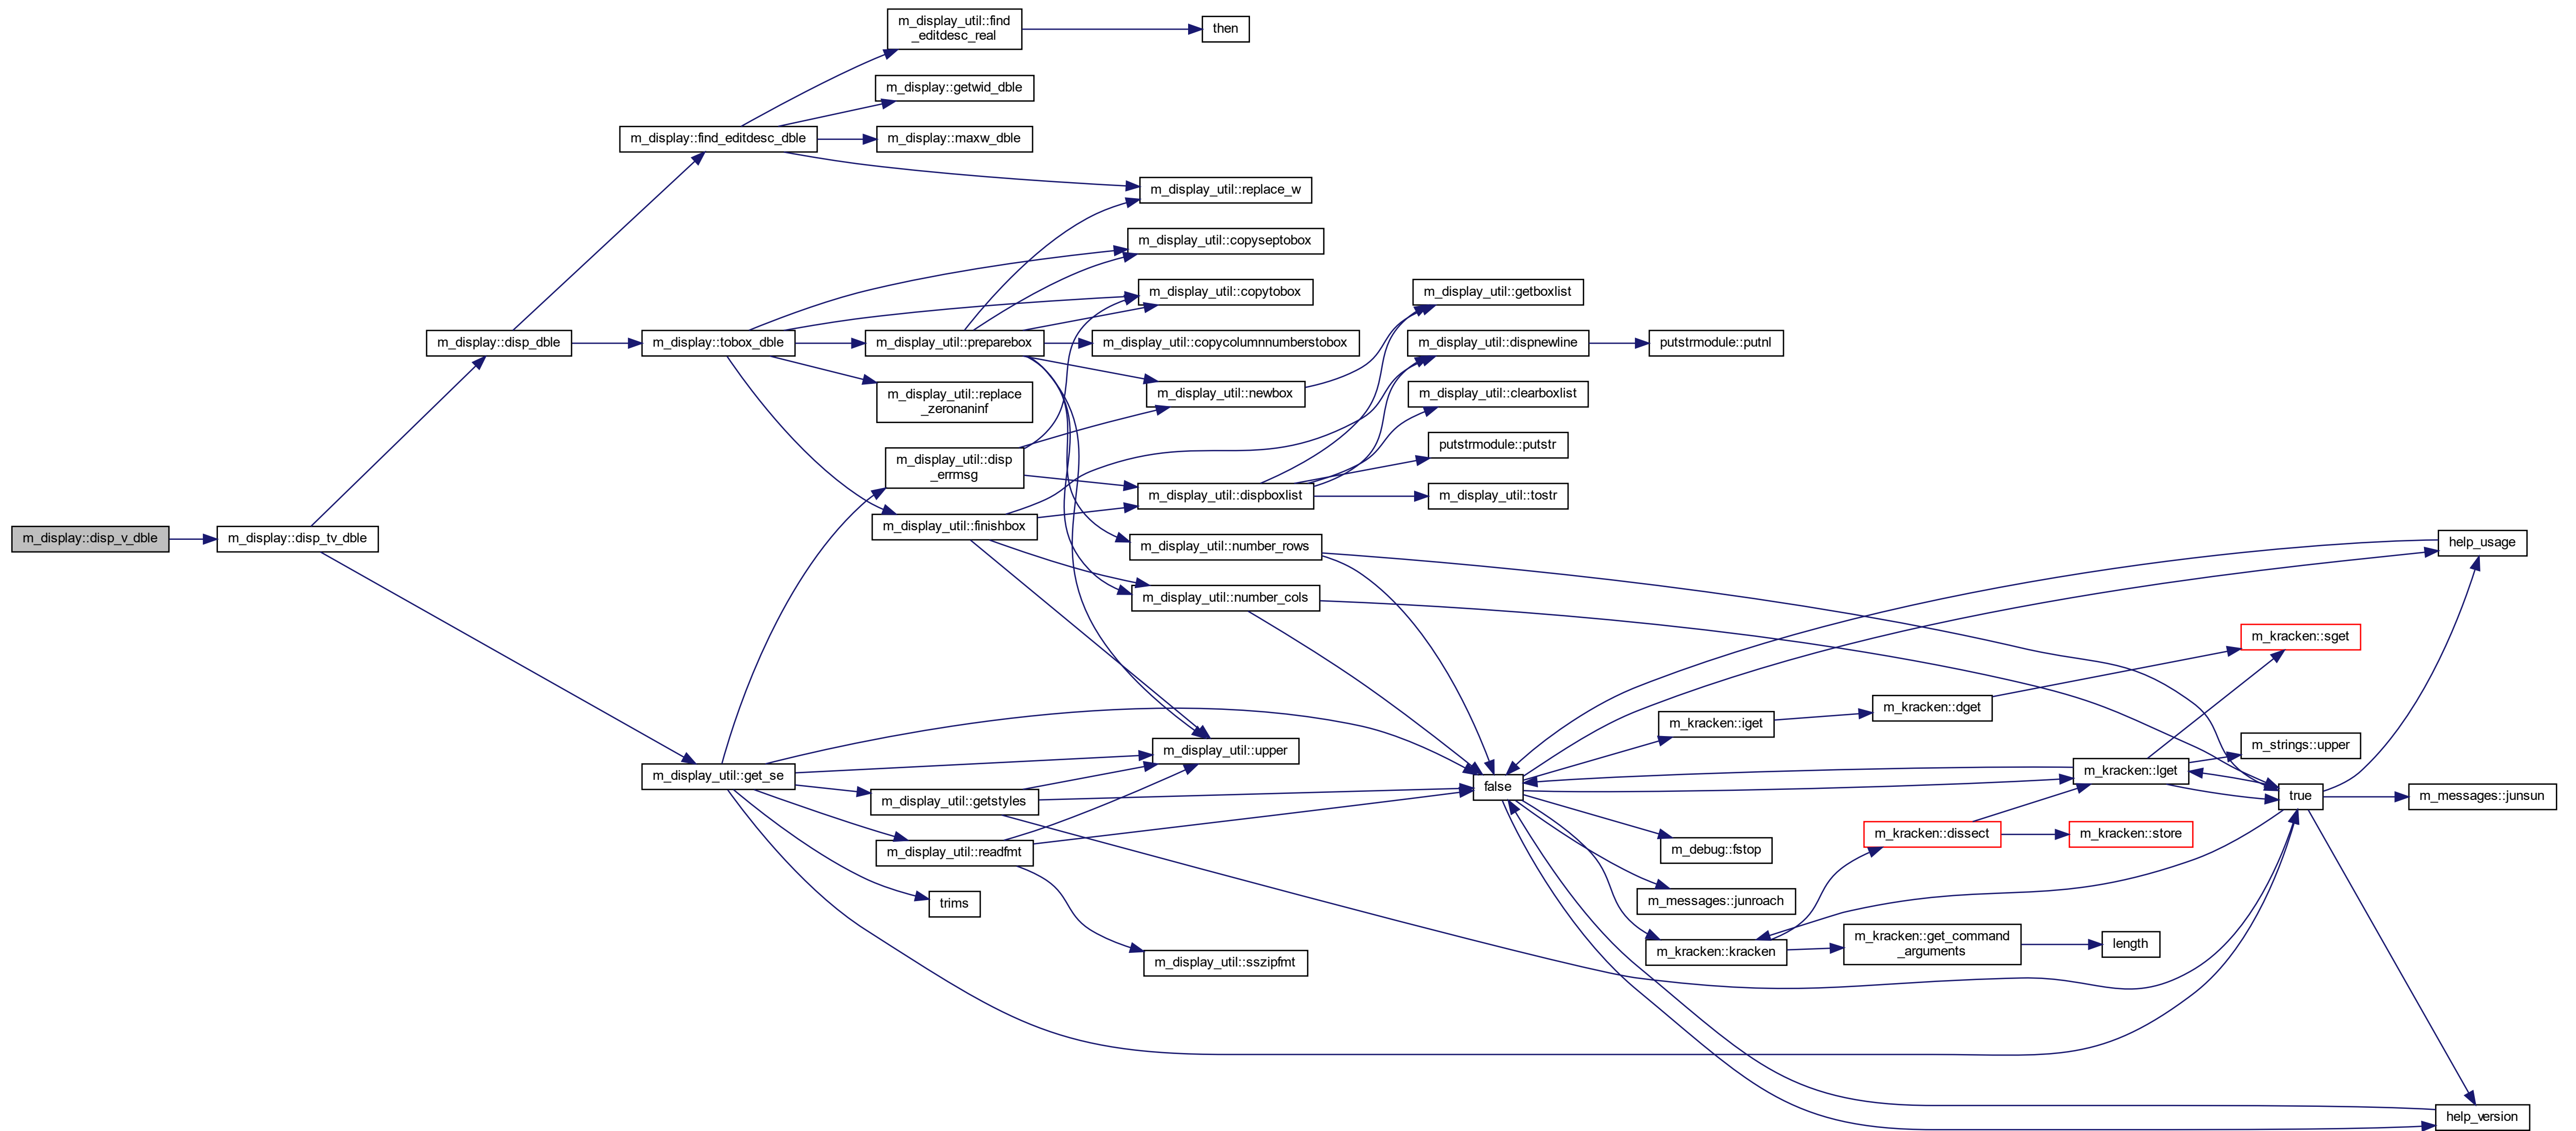 m_display_util::find
_editdesc_real
then
m_display::getwid_dble
m_display::find_editdesc_dble
m_display::maxw_dble
m_display_util::replace_w
m_display_util::copyseptobox
m_display_util::copytobox
m_display_util::getboxlist
m_display::disp_dble
m_display::tobox_dble
m_display_util::preparebox
m_display_util::copycolumnnumberstobox
m_display_util::dispnewline
putstrmodule::putnl
m_display_util::replace
_zeronaninf
m_display_util::newbox
m_display_util::clearboxlist
putstrmodule::putstr
m_display_util::disp
_errmsg
m_display_util::dispboxlist
m_display_util::tostr
m_display_util::finishbox
m_display::disp_v_dble
m_display::disp_tv_dble
m_display_util::number_rows
help_usage
m_display_util::number_cols
m_kracken::sget
m_kracken::iget
m_kracken::dget
m_display_util::upper
m_strings::upper
m_display_util::get_se
m_kracken::lget
m_display_util::getstyles
false
true
m_messages::junsun
m_kracken::dissect
m_kracken::store
m_display_util::readfmt
m_debug::fstop
trims
m_messages::junroach
m_display_util::sszipfmt
m_kracken::kracken
m_kracken::get_command
_arguments
length
help_version